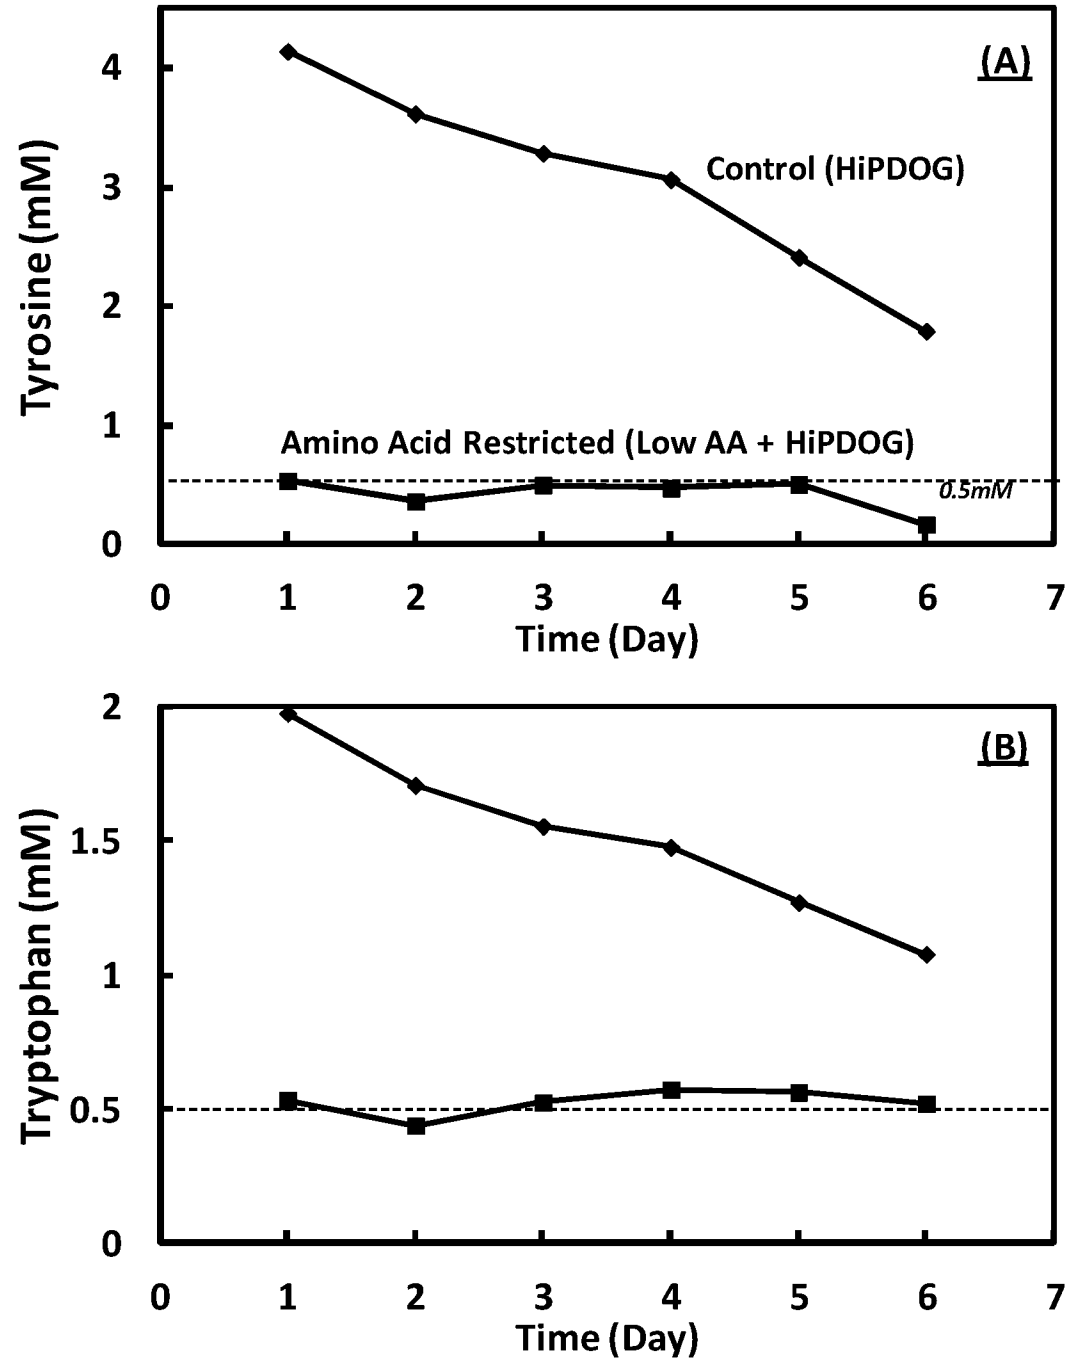 (A)
4
3
2
1
0
Tyrosine (mM)
Control (HiPDOG)
Amino Acid Restricted (Low AA + HiPDOG)
0.5mM
0 1 2 3 4 5 6 7
Time (Day)
(B)
2
1.5
1
0.5
0
Tryptophan (mM)
0 1 2 3 4 5 6 7
Time (Day)